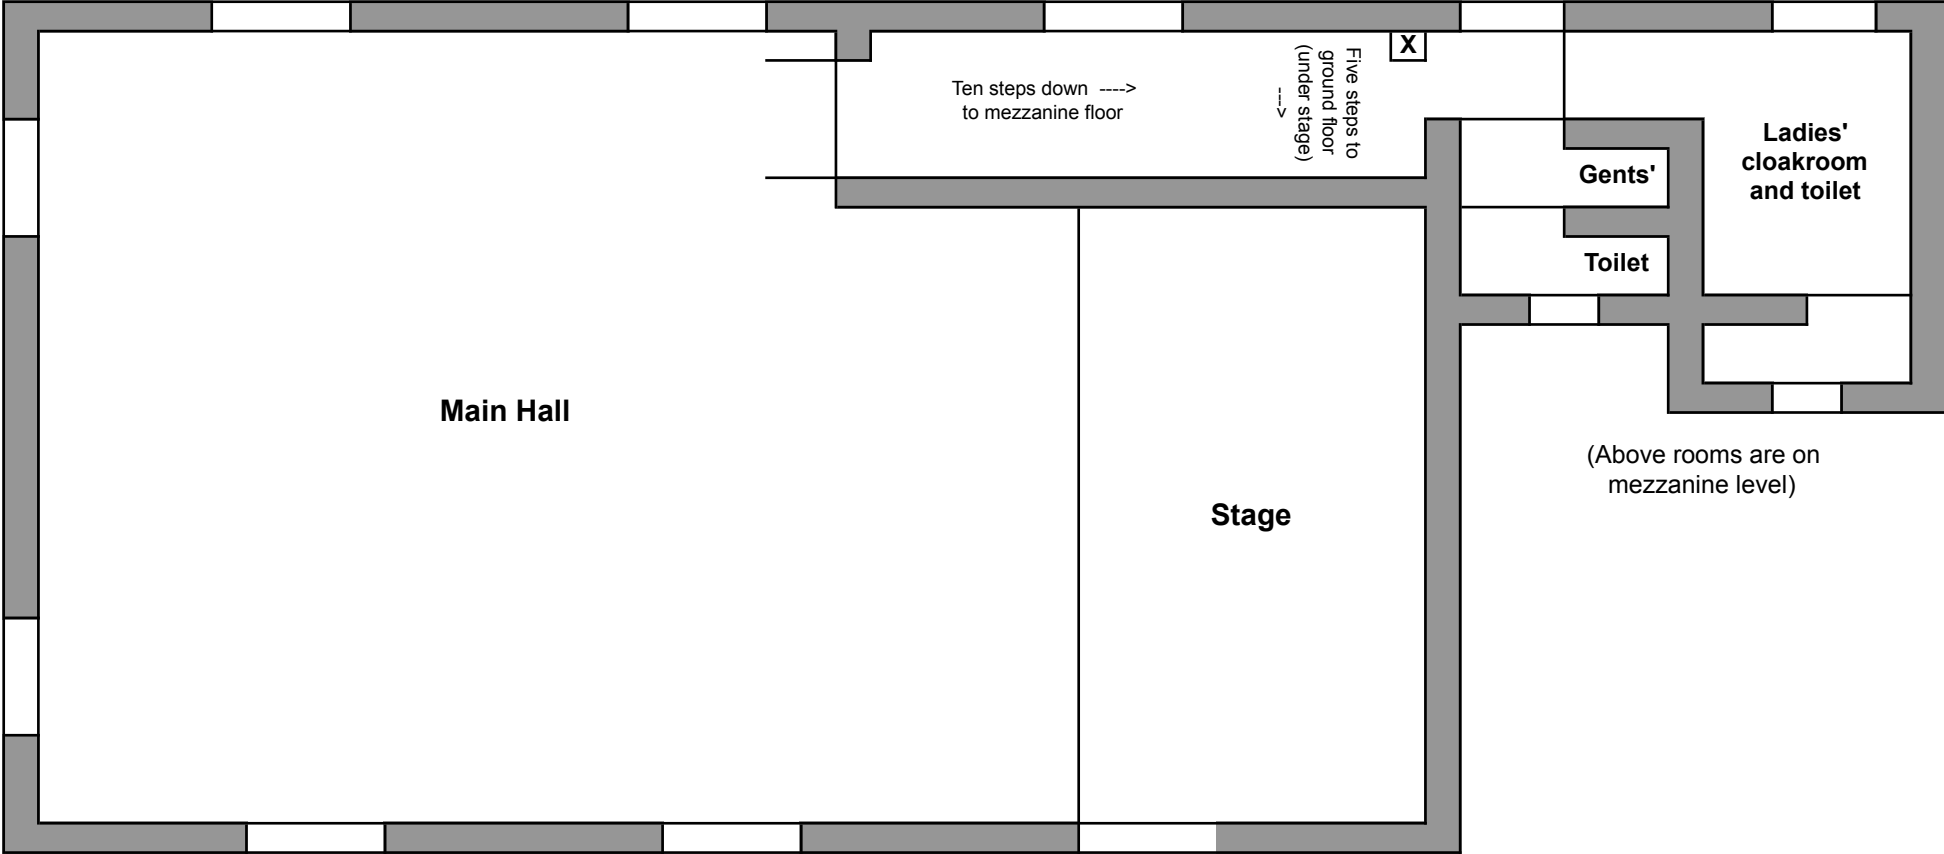 X
Ten steps down ---->
to mezzanine floor
Five steps to
ground floor
(under stage)
--->
Ladies'
cloakroom
and toilet
Gents'
Toilet
Main Hall
(Above rooms are on
mezzanine level)
Stage